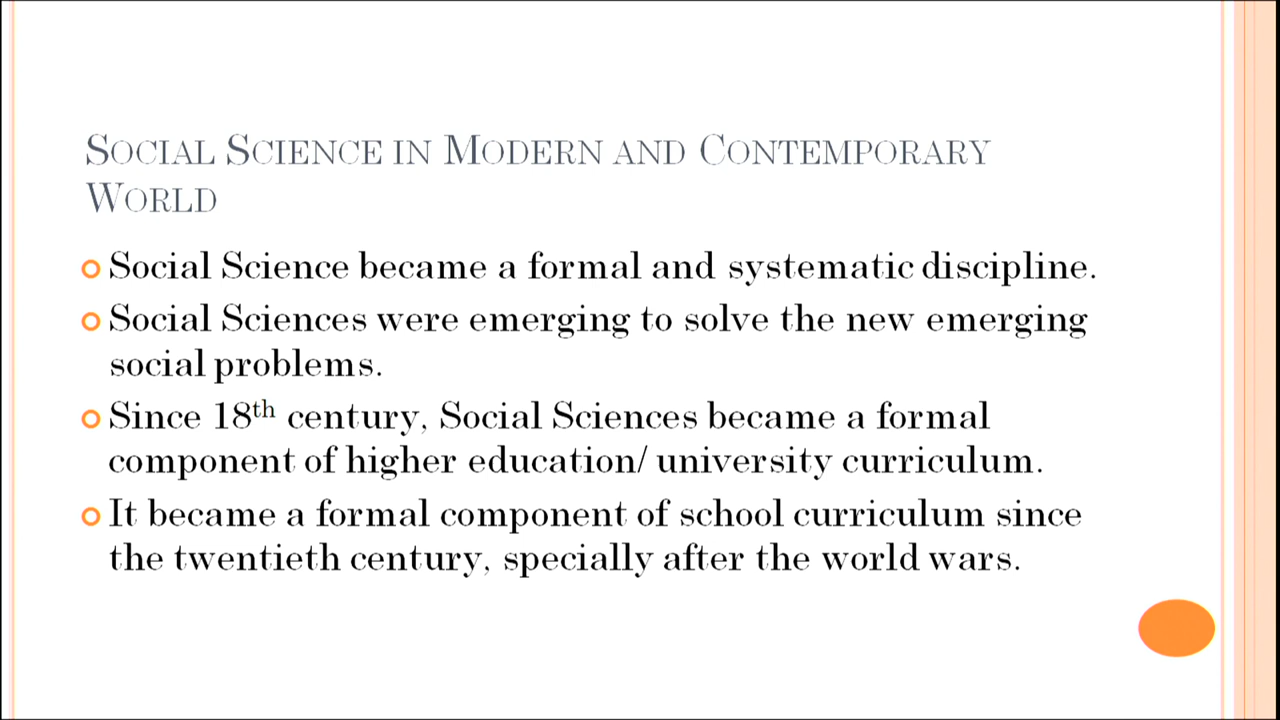 Social Science in Modern and Contemporary
World
Social Science became a formal and systematic discipline.
Social Sciences were emerging to solve the new emerging
social problems.
Since 18th century, Social Sciences became a formal
component of higher education/ university curriculum.
It became a formal component of school curriculum since
the twentieth century, specially after the world wars.